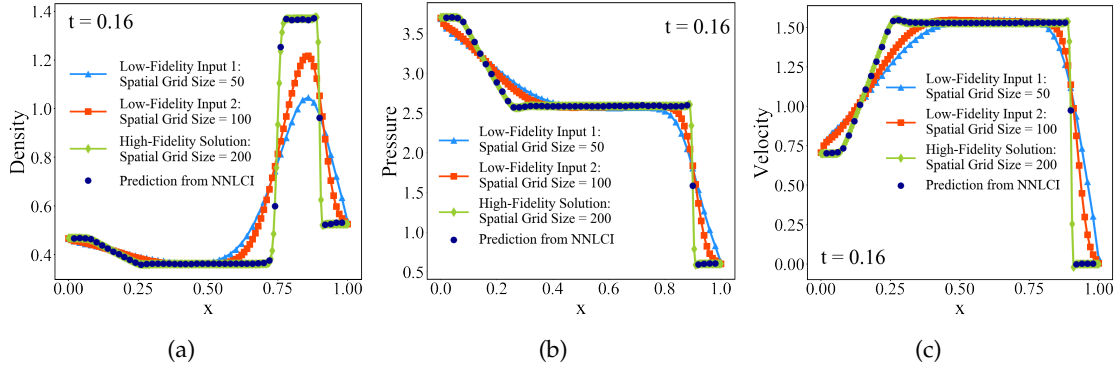 t = 0.16
Density
1.4
1.2
1.0
0.8
0.6
0.4
Low-Fidelity Input 1:
Spatial Grid Size = 50
Low-Fidelity Input 2:
Spatial Grid Size = 100
High-Fidelity Solution:
Spatial Grid Size = 200
Prediction from NNLCI
0.00 0.25 0.50 0.75 1.00
x
(a)
t = 0.16
Pressure
3.5
3.0
2.5
2.0
1.5
1.0
0.5
Low-Fidelity Input 1:
Spatial Grid Size = 50
Low-Fidelity Input 2:
Spatial Grid Size = 100
High-Fidelity Solution:
Spatial Grid Size = 200
Prediction from NNLCI
0.0 0.2 0.4 0.6 0.8 1.0
x
(b)
Velocity
1.50
1.25
1.00
0.75
0.50
0.25
0.00
Low-Fidelity Input 1:
Spatial Grid Size = 50
Low-Fidelity Input 2:
Spatial Grid Size = 100
High-Fidelity Solution:
Spatial Grid Size = 200
Prediction from NNLCI
t = 0.16
0.00 0.25 0.50 0.75 1.00
x
(c)